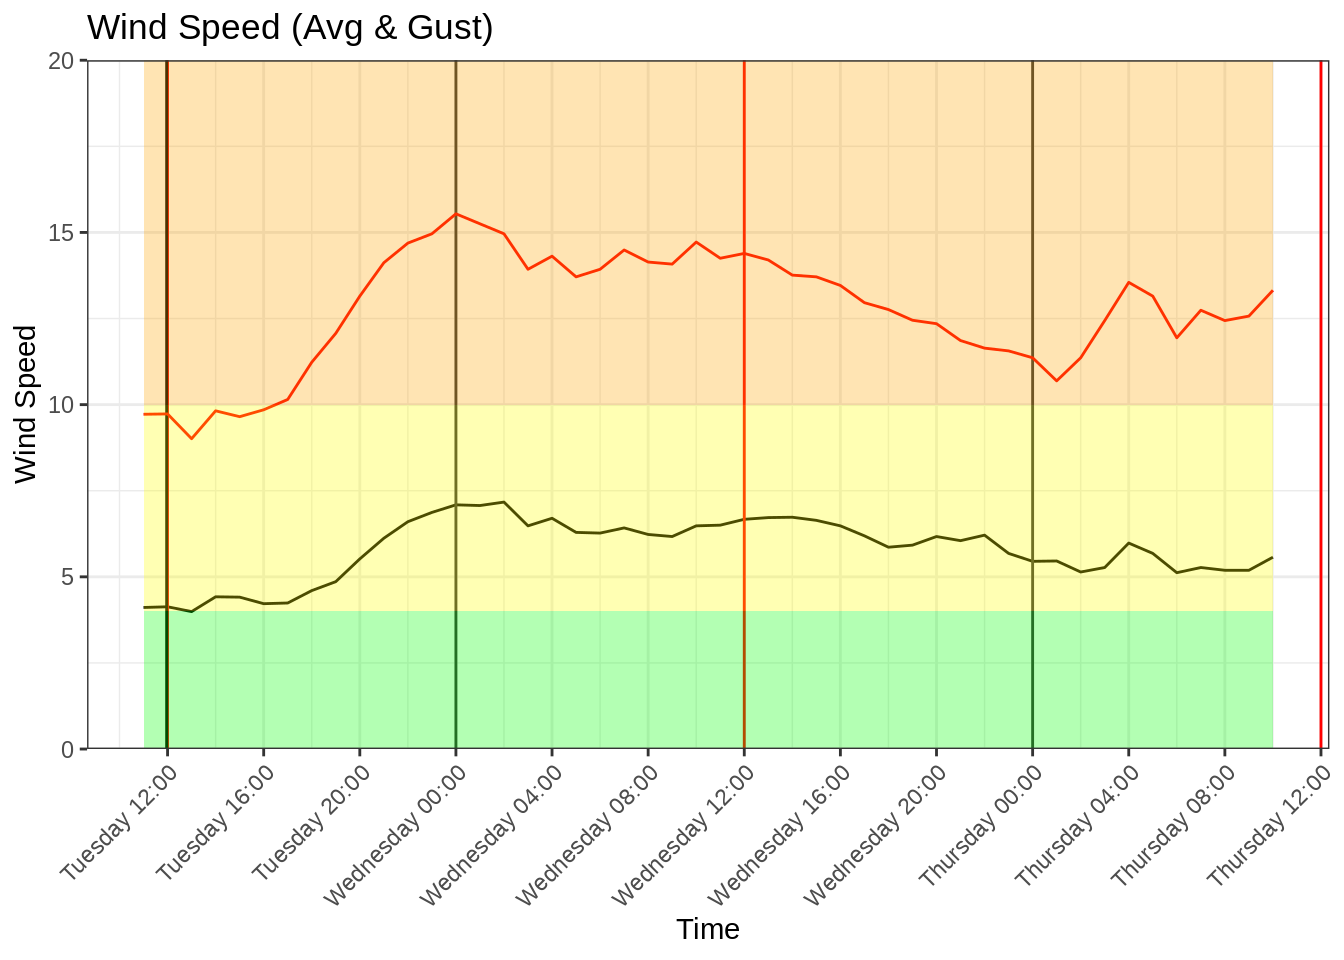 Wind Speed (Avg & Gust)
Wind Speed
20
15
10
5
0
Tuesday 12:00
Tuesday 16:00
Tuesday 20:00
Wednesday 00:00
Wednesday 04:00
Wednesday 08:00
Wednesday 12:00
Wednesday 16:00
Wednesday 20:00
Thursday 00:00
Thursday 04:00
Thursday 08:00
Thursday 12:00
Time